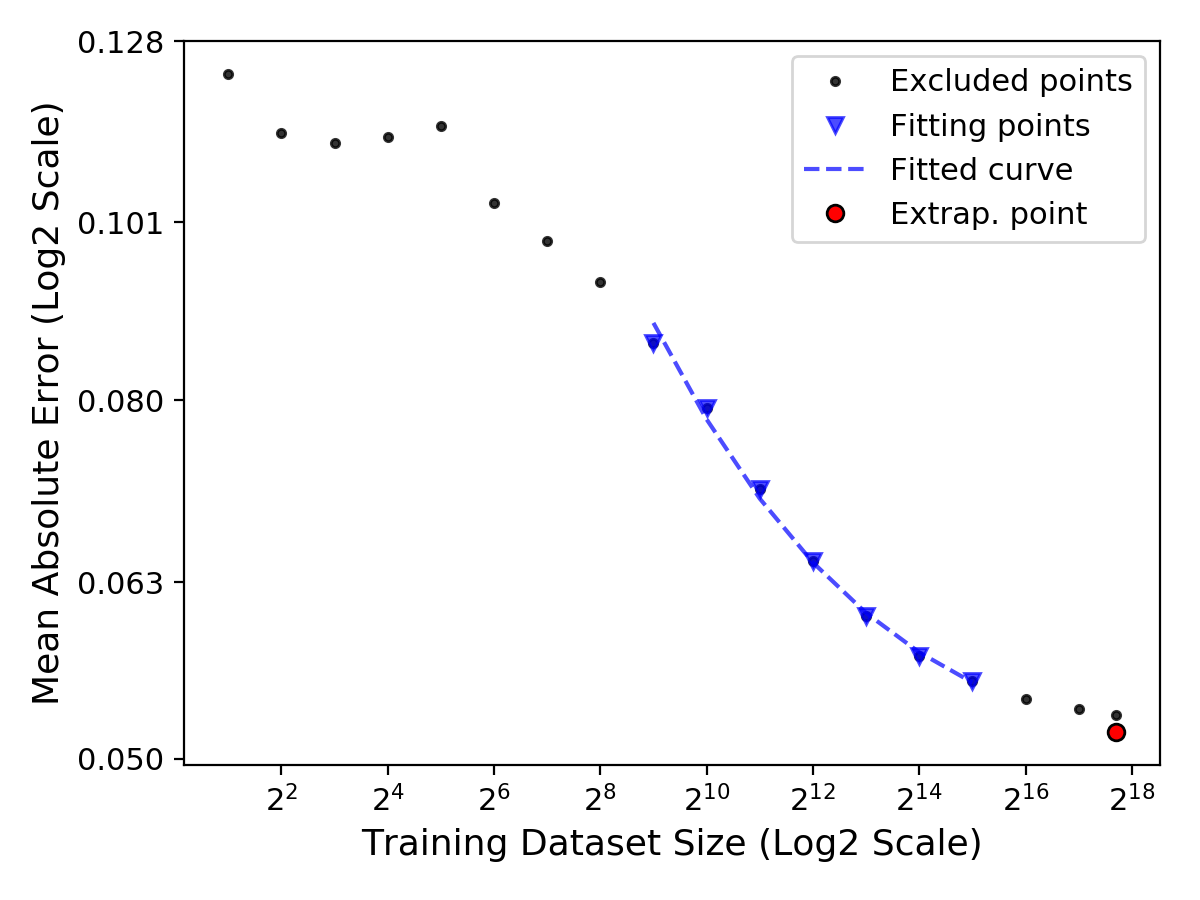 0.128
0.101
0.080
0.063
0.050
Mean Absolute Error (Log2 Scale)
Excluded points
Fitting points
Fitted curve
Extrap. point
2² 2⁴ 2⁶ 2⁸ 2¹⁰ 2¹² 2¹⁴ 2¹⁶ 2¹⁸
Training Dataset Size (Log2 Scale)